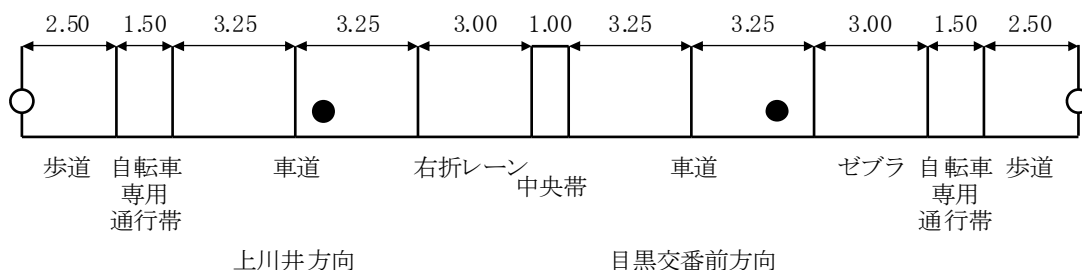 2.50 1.50 3.25 3.25 3.00 1.00 3.25 3.25 3.00 1.50 2.50
歩道 自転車 車道 右折レーン 中央帯 車道 ゼブラ 自転車 歩道
専用 専用
通行帯 通行帯
上川井方向 目黒交番前方向